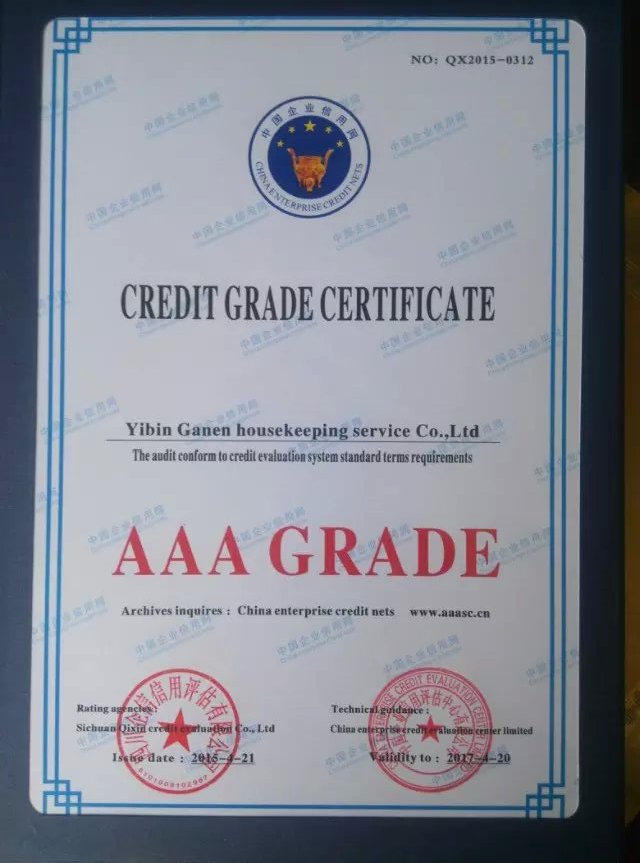 NO: QX2015-0312
中国企业信用网
CHINA ENTERPRISE CREDIT NETS
CREDIT GRADE CERTIFICATE
Yibin Ganen housekeeping service Co.,Ltd
The audit conform to credit evaluation system standard terms requirements
AAA GRADE
Archives inquires : China enterprise credit nets www.aaasc.cn
Rating agencies:
Sichuan Qixin credit evaluation Co., Ltd
Issue date : 2015-4-21
Technical guidance :
China enterprise credit evaluation center limited
Validity to : 2017-4-20